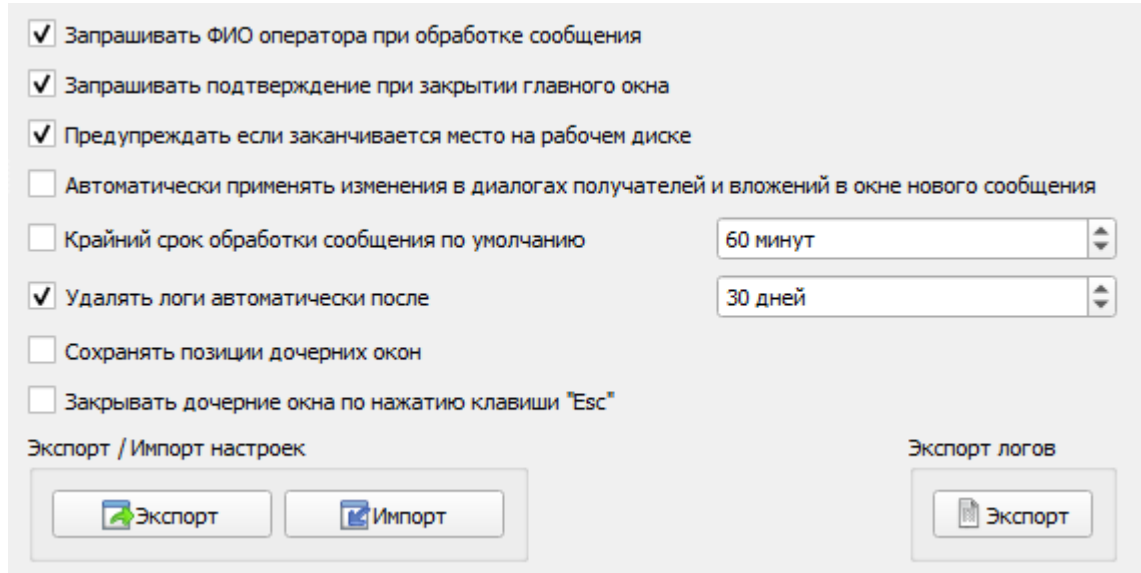 Запрашивать ФИО оператора при обработке сообщения
Запрашивать подтверждение при закрытии главного окна
Предупреждать если заканчивается место на рабочем диске
Автоматически применять изменения в диалогах получателей и вложений в окне нового сообщения
Крайний срок обработки сообщения по умолчанию 60 минут
Удалять логи автоматически после 30 дней
Сохранять позиции дочерних окон
Закрывать дочерние окна по нажатию клавиши "Esc"
Экспорт / Импорт настроек Экспорт логов
Экспорт Импорт Экспорт